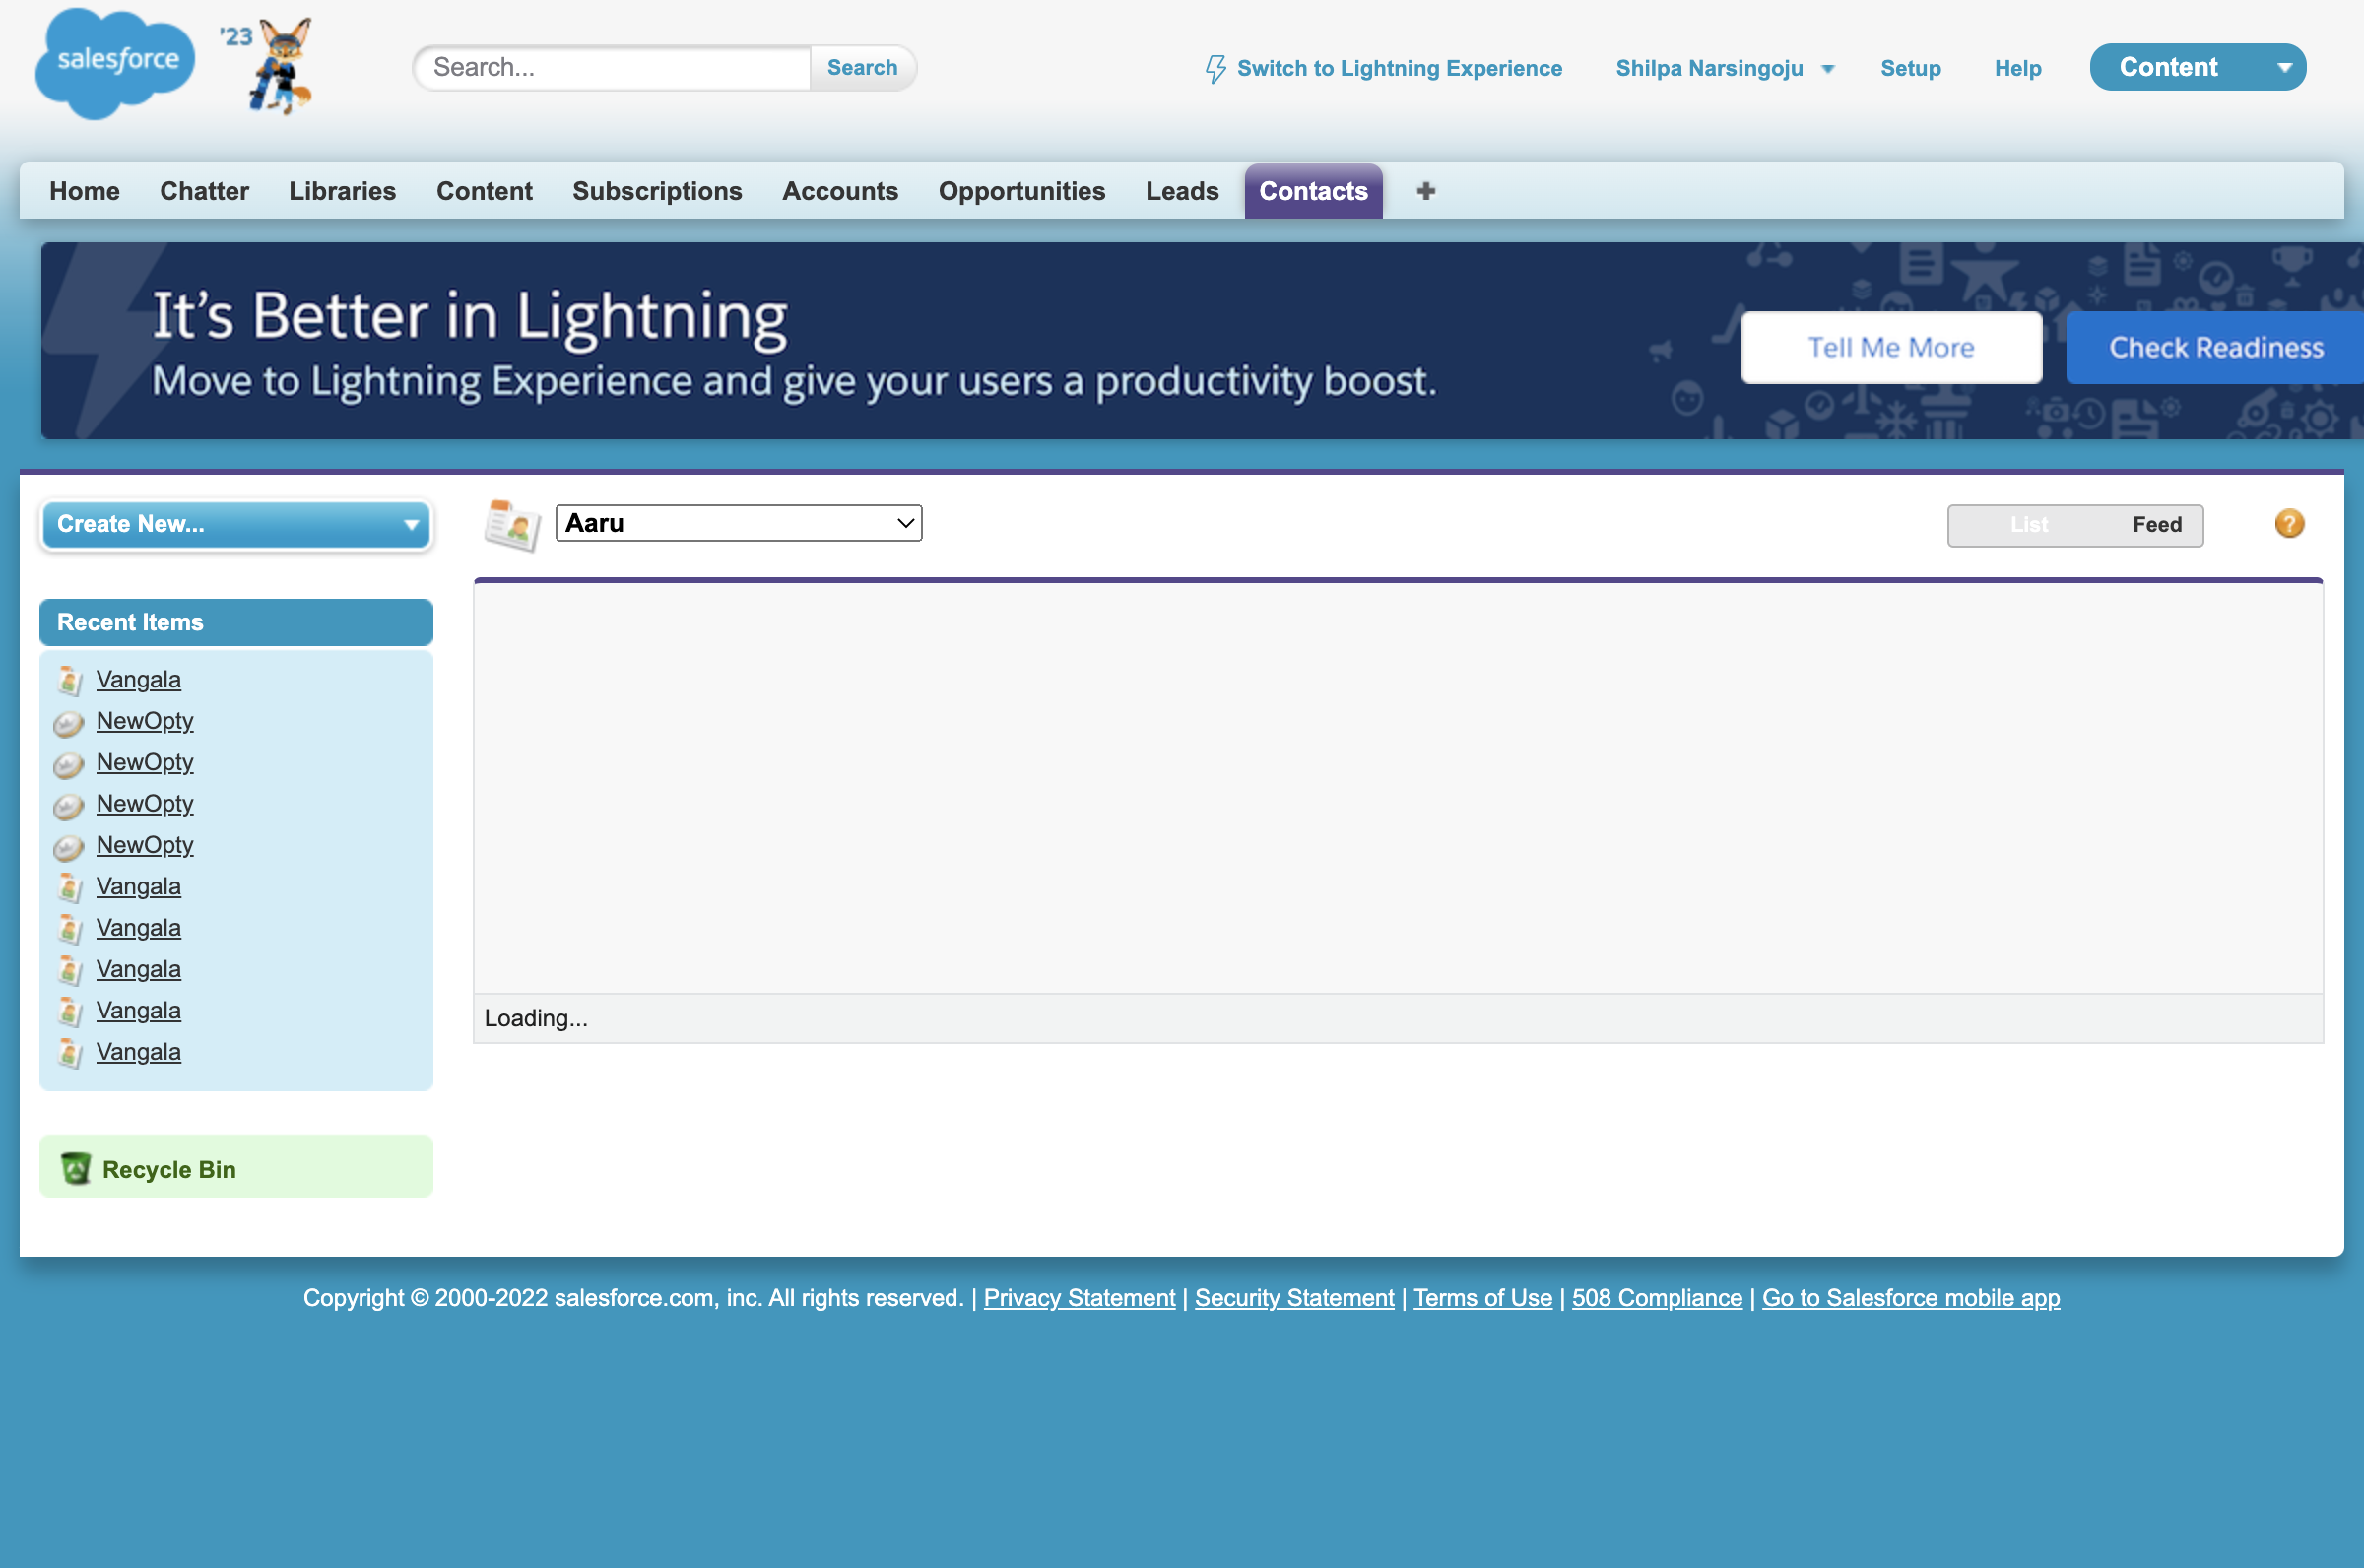 salesforce
'23
Search...
Search
Switch to Lightning Experience
Shilpa Narsingoju
Setup
Help
Content
Home
Chatter
Libraries
Content
Subscriptions
Accounts
Opportunities
Leads
Contacts
It's Better in Lightning
Move to Lightning Experience and give your users a productivity boost.
Tell Me More
Check Readiness
Create New...
Aaru
List
Feed
?
Recent Items
Vangala
NewOpty
NewOpty
NewOpty
NewOpty
Vangala
Vangala
Vangala
Vangala
Vangala
Loading...
Recycle Bin
Copyright © 2000-2022 salesforce.com, inc. All rights reserved. | Privacy Statement | Security Statement | Terms of Use | 508 Compliance | Go to Salesforce mobile app